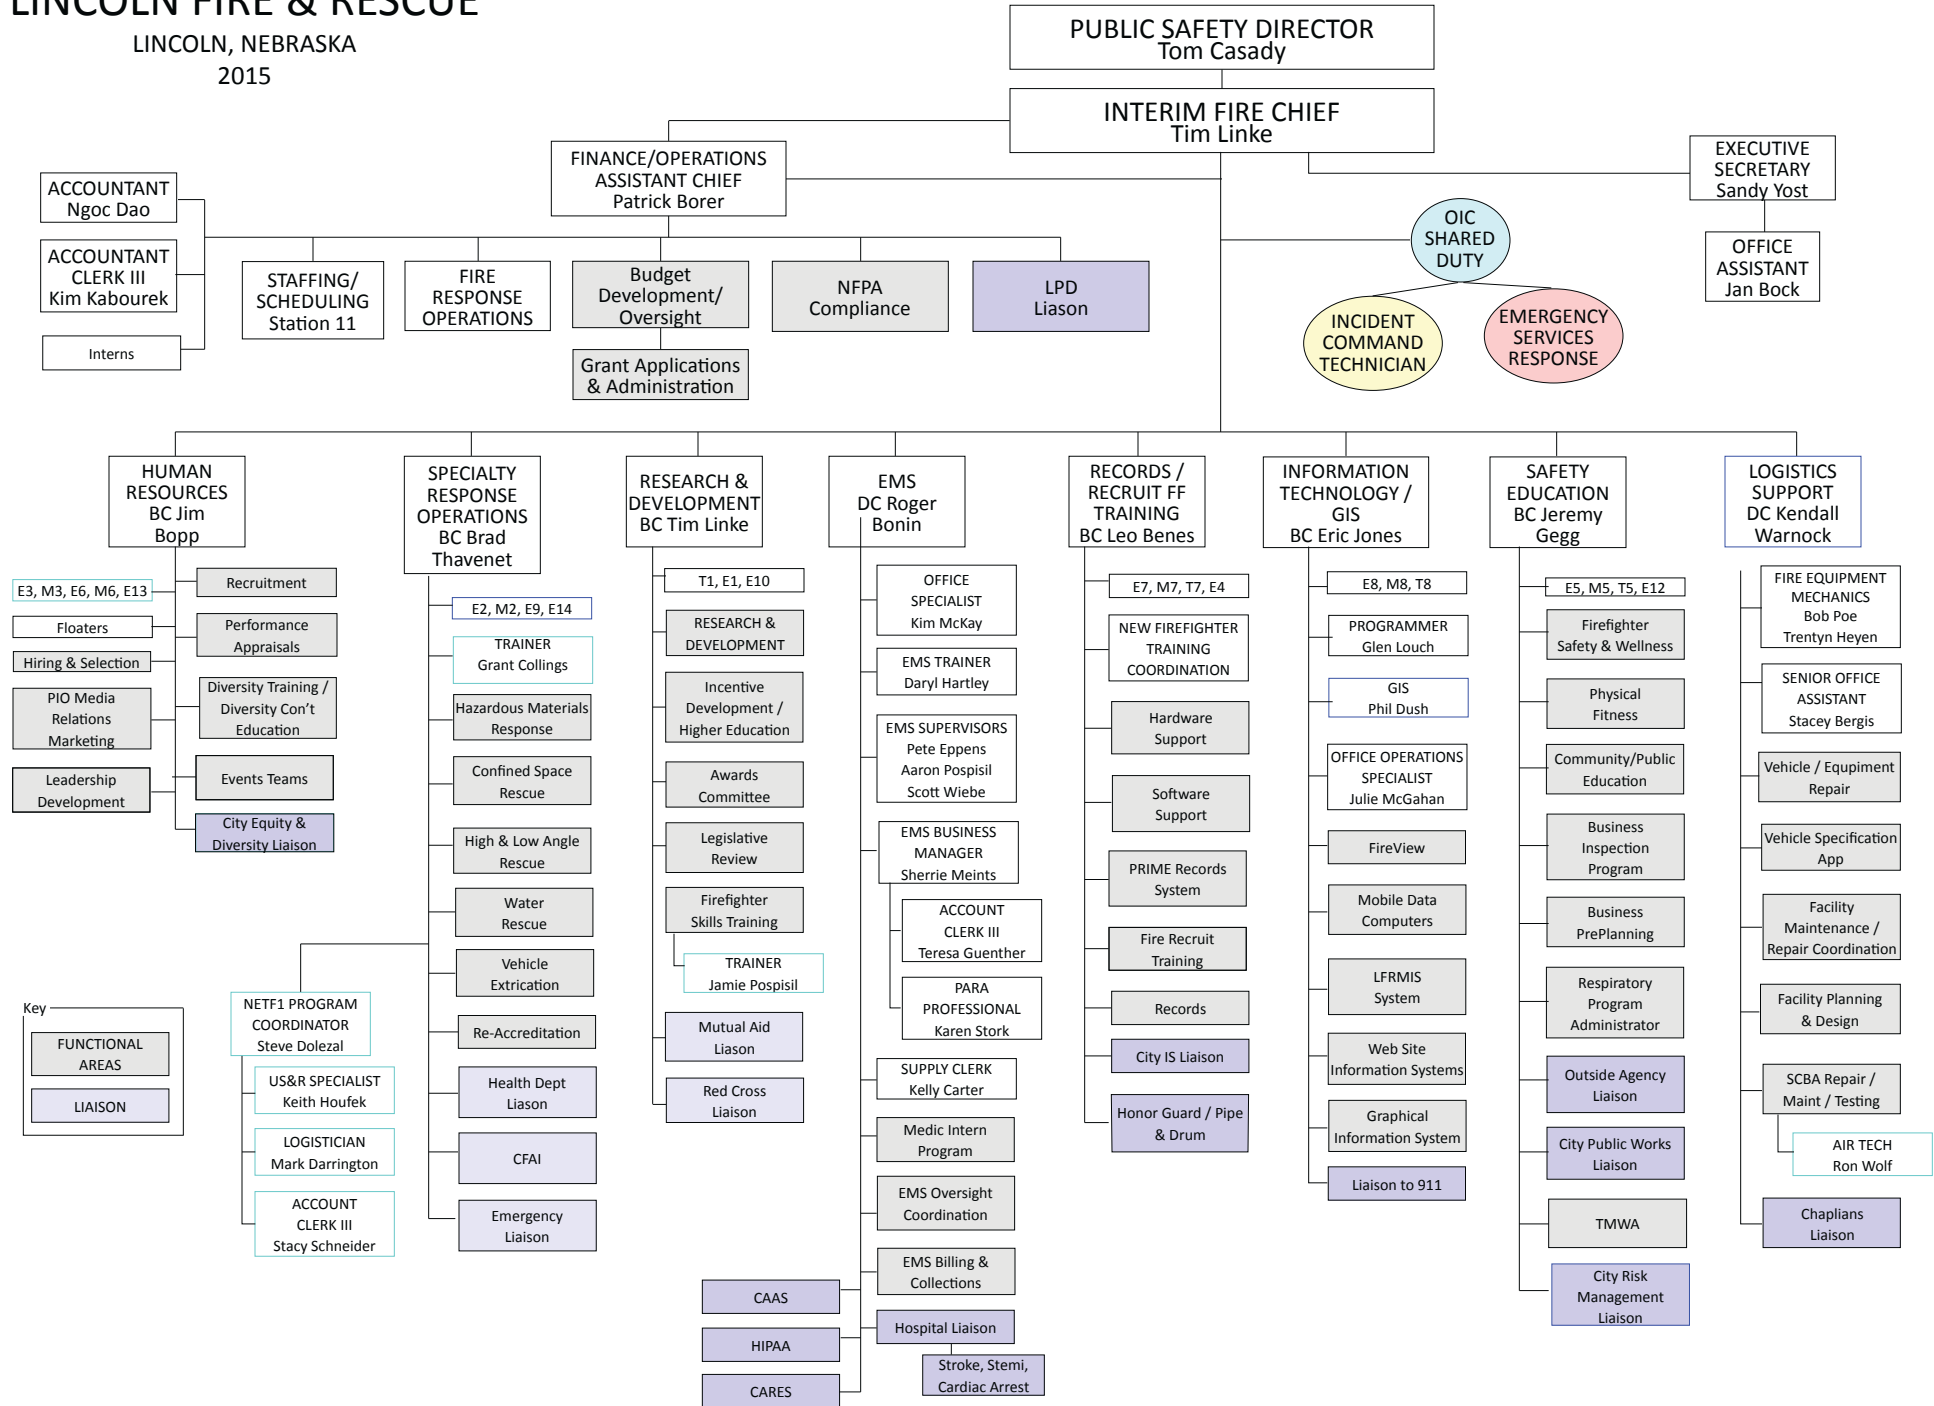 LINCOLN FIRE & RESCUE
LINCOLN, NEBRASKA
2015
PUBLIC SAFETY DIRECTOR
Tom Casady
INTERIM FIRE CHIEF
Tim Linke
FINANCE/OPERATIONS
ASSISTANT CHIEF
Patrick Borer
EXECUTIVE
SECRETARY
Sandy Yost
OFFICE
ASSISTANT
Jan Bock
ACCOUNTANT
Ngoc Dao
ACCOUNTANT
CLERK III
Kim Kabourek
Interns
STAFFING/
SCHEDULING
Station 11
FIRE
RESPONSE
OPERATIONS
Budget
Development/
Oversight
Grant Applications
& Administration
NFPA
Compliance
LPD
Liason
OIC
SHARED
DUTY
INCIDENT
COMMAND
TECHNICIAN
EMERGENCY
SERVICES
RESPONSE
HUMAN
RESOURCES
BC Jim
Bopp
E3, M3, E6, M6, E13
Floaters
Hiring & Selection
PIO Media
Relations
Marketing
Leadership
Development
Recruitment
Performance
Appraisals
Diversity Training /
Diversity Con’t
Education
Events Teams
City Equity &
Diversity Liaison
SPECIALTY
RESPONSE
OPERATIONS
BC Brad
Thavenet
E2, M2, E9, E14
TRAINER
Grant Collings
Hazardous Materials
Response
Confined Space
Rescue
High & Low Angle
Rescue
Water
Rescue
Vehicle
Extrication
Re-Accreditation
Health Dept
Liason
CFAI
Emergency
Liaison
NETF1 PROGRAM
COORDINATOR
Steve Dolezal
US&R SPECIALIST
Keith Houfek
LOGISTICIAN
Mark Darrington
ACCOUNT
CLERK III
Stacy Schneider
Key
FUNCTIONAL
AREAS
LIAISON
RESEARCH &
DEVELOPMENT
BC Tim Linke
T1, E1, E10
RESEARCH &
DEVELOPMENT
Incentive
Development /
Higher Education
Awards
Committee
Legislative
Review
Firefighter
Skills Training
TRAINER
Jamie Pospisil
Mutual Aid
Liason
Red Cross
Liaison
EMS
DC Roger
Bonin
OFFICE
SPECIALIST
Kim McKay
EMS TRAINER
Daryl Hartley
EMS SUPERVISORS
Pete Eppens
Aaron Pospisil
Scott Wiebe
EMS BUSINESS
MANAGER
Sherrie Meints
ACCOUNT
CLERK III
Teresa Guenther
PARA
PROFESSIONAL
Karen Stork
SUPPLY CLERK
Kelly Carter
Medic Intern
Program
EMS Oversight
Coordination
EMS Billing &
Collections
CAAS
HIPAA
CARES
Hospital Liaison
Stroke, Stemi,
Cardiac Arrest
RECORDS /
RECRUIT FF
TRAINING
BC Leo Benes
E7, M7, T7, E4
NEW FIREFIGHTER
TRAINING
COORDINATION
Hardware
Support
Software
Support
PRIME Records
System
Fire Recruit
Training
Records
City IS Liaison
Honor Guard / Pipe
& Drum
INFORMATION
TECHNOLOGY /
GIS
BC Eric Jones
E8, M8, T8
PROGRAMMER
Glen Louch
GIS
Phil Dush
OFFICE OPERATIONS
SPECIALIST
Julie McGahan
FireView
Mobile Data
Computers
LFRMIS
System
Web Site
Information Systems
Graphical
Information System
Liaison to 911
SAFETY
EDUCATION
BC Jeremy
Gegg
E5, M5, T5, E12
Firefighter
Safety & Wellness
Physical
Fitness
Community/Public
Education
Business
Inspection
Program
Business
PrePlanning
Respiratory
Program
Administrator
Outside Agency
Liaison
City Public Works
Liaison
TMWA
City Risk
Management
Liaison
LOGISTICS
SUPPORT
DC Kendall
Warnock
FIRE EQUIPMENT
MECHANICS
Bob Poe
Trentyn Heyen
SENIOR OFFICE
ASSISTANT
Stacey Bergis
Vehicle / Equpiment
Repair
Vehicle Specification
App
Facility
Maintenance /
Repair Coordination
Facility Planning
& Design
SCBA Repair /
Maint / Testing
AIR TECH
Ron Wolf
Chaplians
Liaison